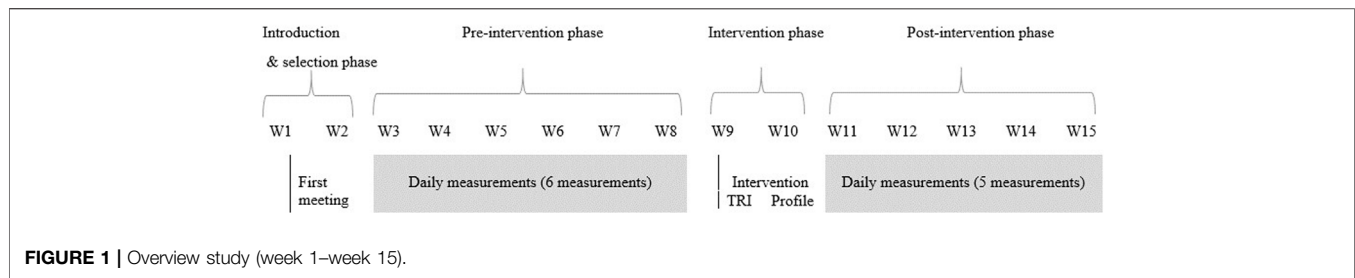 Introduction
& selection phase
Pre-intervention phase
Intervention phase
Post-intervention phase
W1 W2 W3 W4 W5 W6 W7 W8 W9 W10 W11 W12 W13 W14 W15
First
meeting
Daily measurements (6 measurements)
Intervention
TRI Profile
Daily measurements (5 measurements)
FIGURE 1 | Overview study (week 1–week 15).